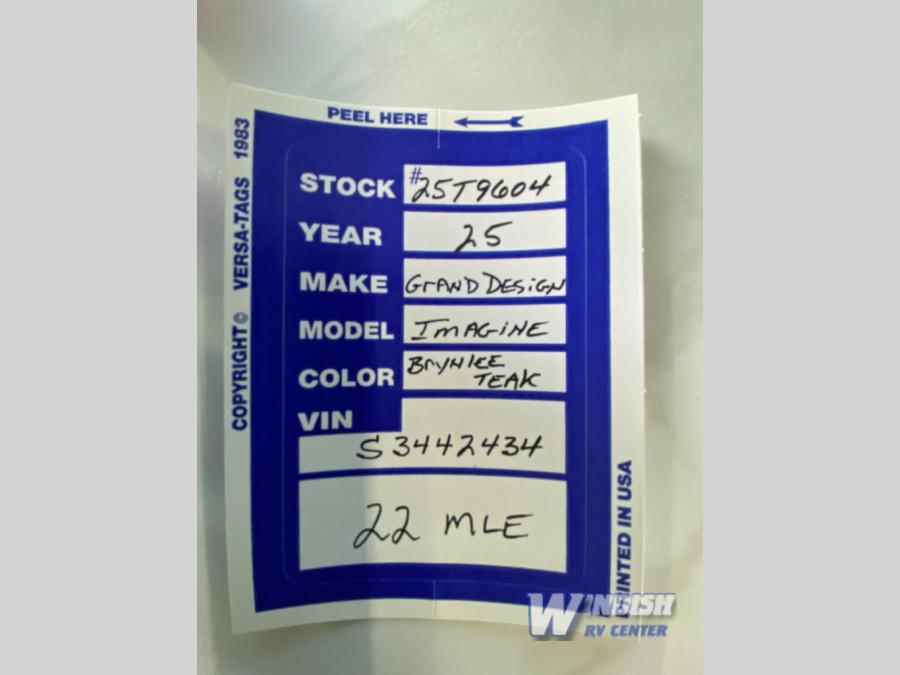 PEEL HERE
COPYRIGHT © VERSA-TAGS 1983
STOCK #25T9604
YEAR 25
MAKE GRAND DESIGN
MODEL IMAGINE
COLOR BRYNLEE
TEAK
VIN
S3442434
22 MLE
PRINTED IN USA
WINDISH
RV CENTER